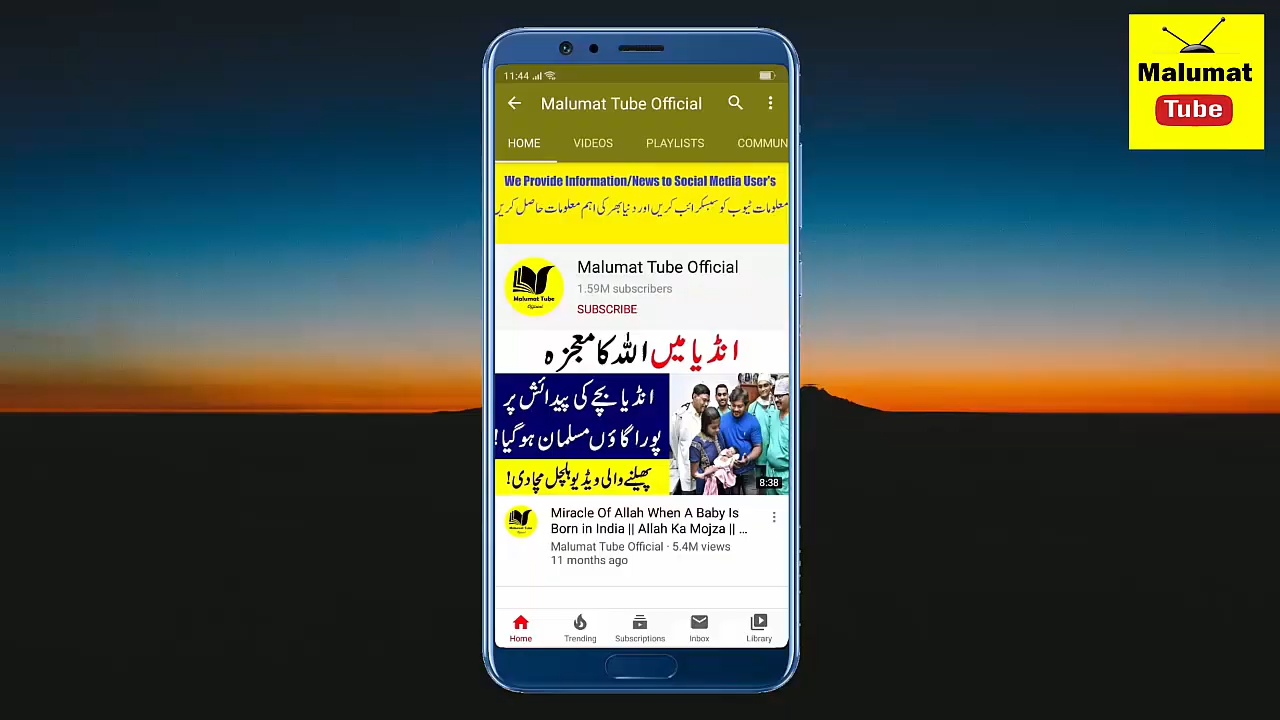 Malumat
Tube
11:44
Malumat Tube Official
HOME VIDEOS PLAYLISTS COMMUN
We Provide Information/News to Social Media User's
معلومات ٹیوب کو سبسکرائب کریں اور دنیا بھر کی اہم معلومات حاصل کریں
Malumat Tube
Official
Malumat Tube Official
1.59M subscribers
SUBSCRIBE
انڈیا میں اللہ کا معجزہ
انڈیا بچے کی پیدائش پر
پورا گاؤں مسلمان ہوگیا!
پھیلنے والی ویڈیو ہلچل مچادی!
8:38
Miracle Of Allah When A Baby Is
Born in India || Allah Ka Mojza || ...
Malumat Tube Official · 5.4M views
11 months ago
Home Trending Subscriptions Inbox Library